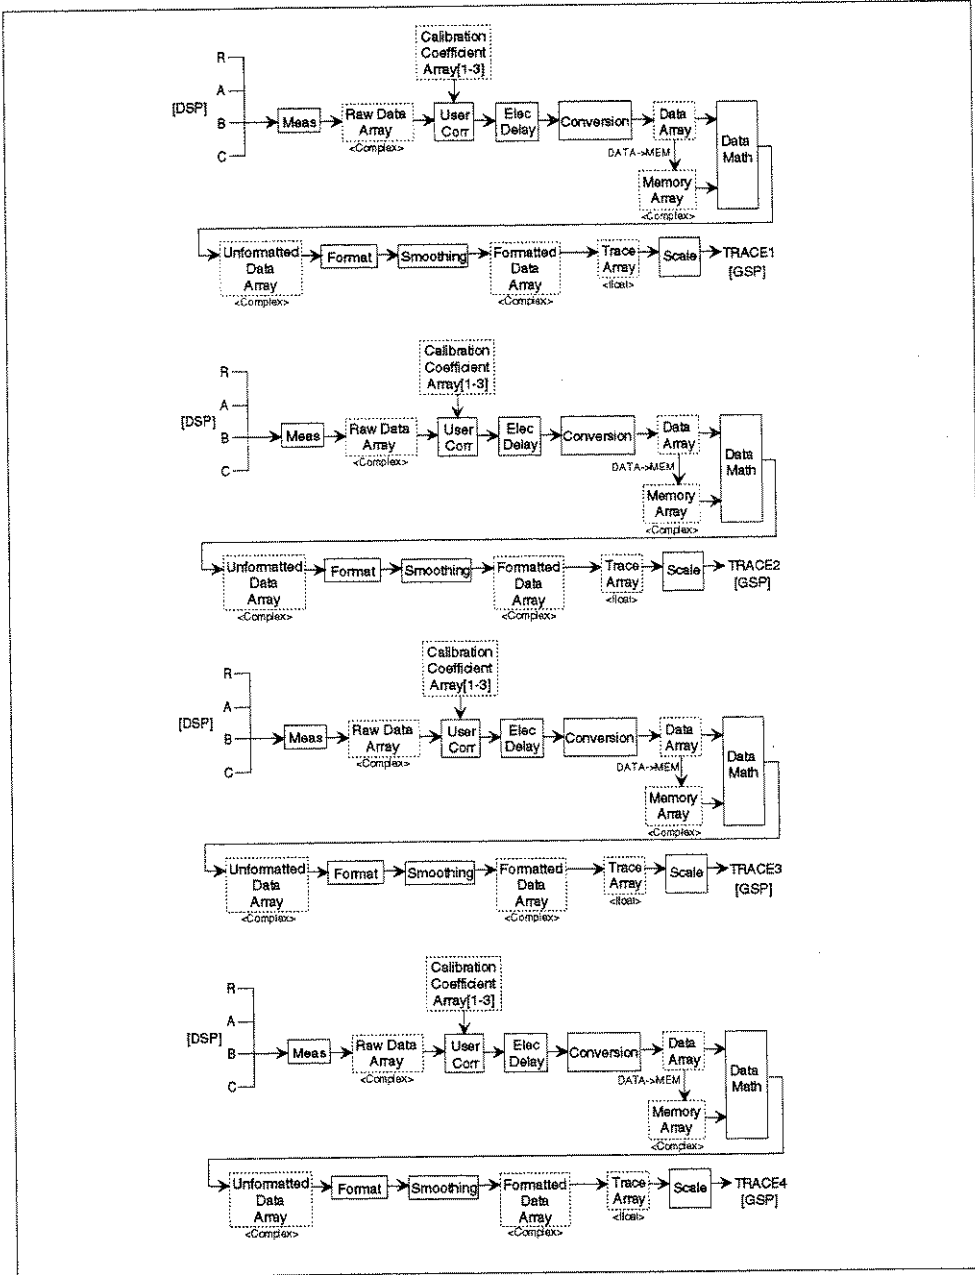 Calibration
Coefficient
Array[1-3]
R
A
[DSP]
B
C
Meas
Raw Data
Array
<Complex>
User
Corr
Elec
Delay
Conversion
Data
Array
DATA->MEM
Memory
Array
<Complex>
Data
Math
Unformatted
Data
Array
<Complex>
Format
Smoothing
Formatted
Data
Array
<Complex>
Trace
Array
<float>
Scale
TRACE1
[GSP]
Calibration
Coefficient
Array[1-3]
R
A
[DSP]
B
C
Meas
Raw Data
Array
<Complex>
User
Corr
Elec
Delay
Conversion
Data
Array
DATA->MEM
Memory
Array
<Complex>
Data
Math
Unformatted
Data
Array
<Complex>
Format
Smoothing
Formatted
Data
Array
<Complex>
Trace
Array
<float>
Scale
TRACE2
[GSP]
Calibration
Coefficient
Array[1-3]
R
A
[DSP]
B
C
Meas
Raw Data
Array
<Complex>
User
Corr
Elec
Delay
Conversion
Data
Array
DATA->MEM
Memory
Array
<Complex>
Data
Math
Unformatted
Data
Array
<Complex>
Format
Smoothing
Formatted
Data
Array
<Complex>
Trace
Array
<float>
Scale
TRACE3
[GSP]
Calibration
Coefficient
Array[1-3]
R
A
[DSP]
B
C
Meas
Raw Data
Array
<Complex>
User
Corr
Elec
Delay
Conversion
Data
Array
DATA->MEM
Memory
Array
<Complex>
Data
Math
Unformatted
Data
Array
<Complex>
Format
Smoothing
Formatted
Data
Array
<Complex>
Trace
Array
<float>
Scale
TRACE4
[GSP]